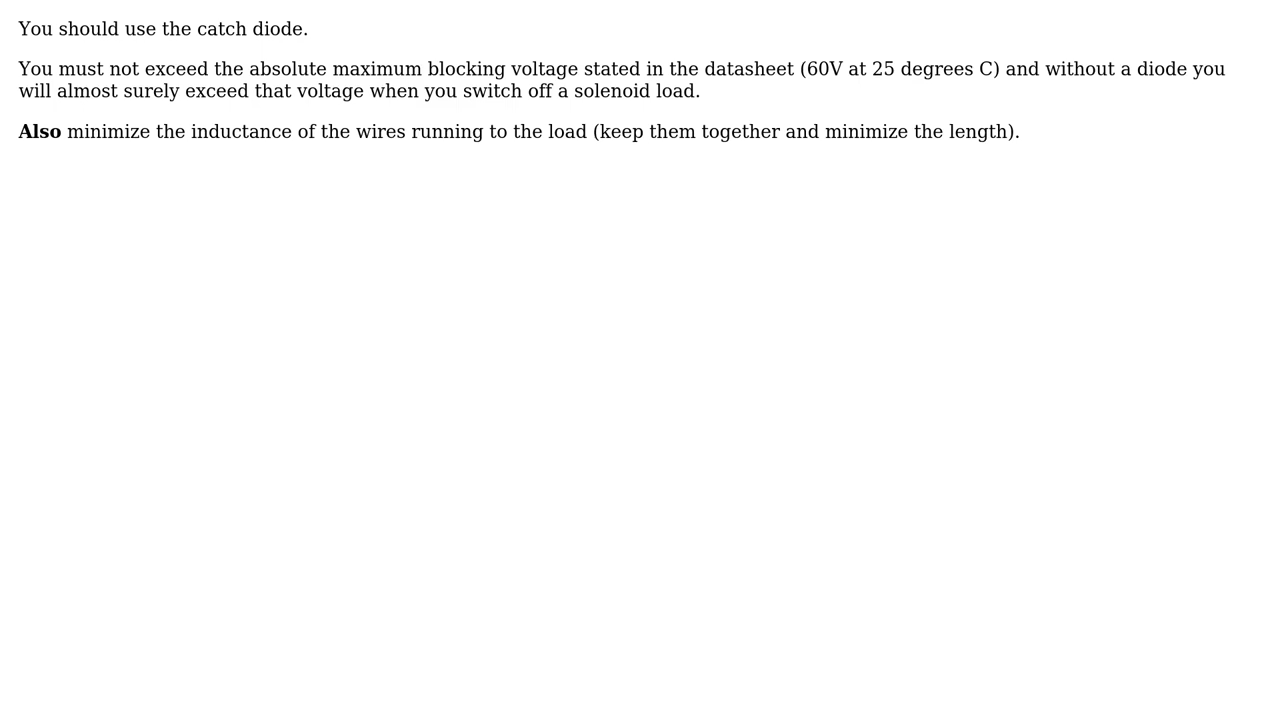 You should use the catch diode.
You must not exceed the absolute maximum blocking voltage stated in the datasheet (60V at 25 degrees C) and without a diode you
will almost surely exceed that voltage when you switch off a solenoid load.
Also minimize the inductance of the wires running to the load (keep them together and minimize the length).